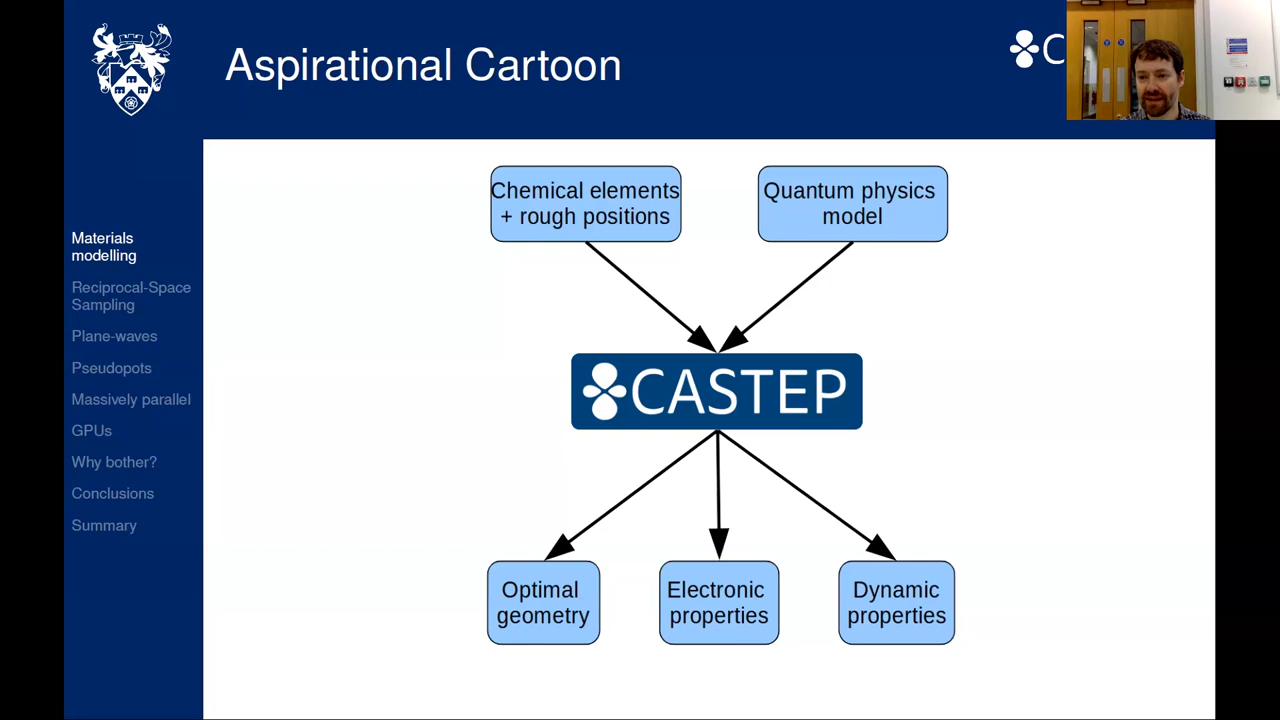 Aspirational Cartoon
C
Materials
modelling
Reciprocal-Space
Sampling
Plane-waves
Pseudopots
Massively parallel
GPUs
Why bother?
Conclusions
Summary
Chemical elements
+ rough positions
Quantum physics
model
CASTEP
Optimal
geometry
Electronic
properties
Dynamic
properties